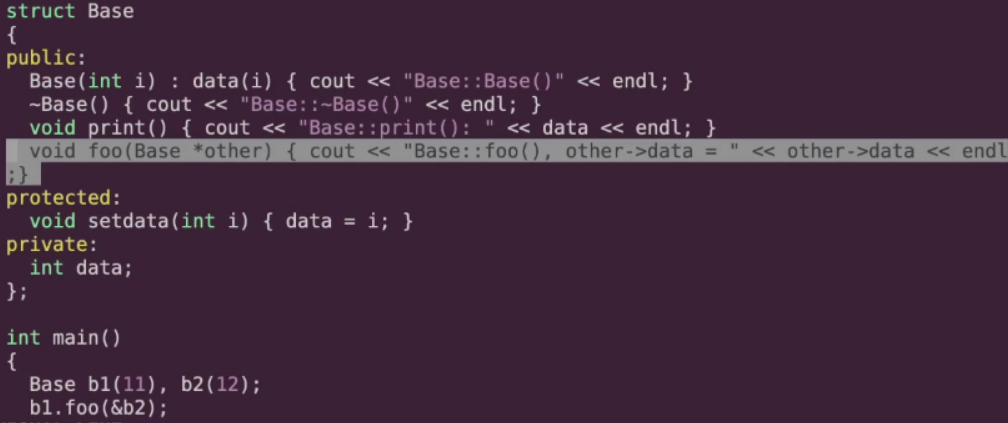 struct Base
{
public:
  Base(int i) : data(i) { cout << "Base::Base()" << endl; }
  ~Base() { cout << "Base::~Base()" << endl; }
  void print() { cout << "Base::print(): " << data << endl; }
  void foo(Base *other) { cout << "Base::foo(), other->data = " << other->data << endl
;}
protected:
  void setdata(int i) { data = i; }
private:
  int data;
};

int main()
{
  Base b1(11), b2(12);
  b1.foo(&b2);